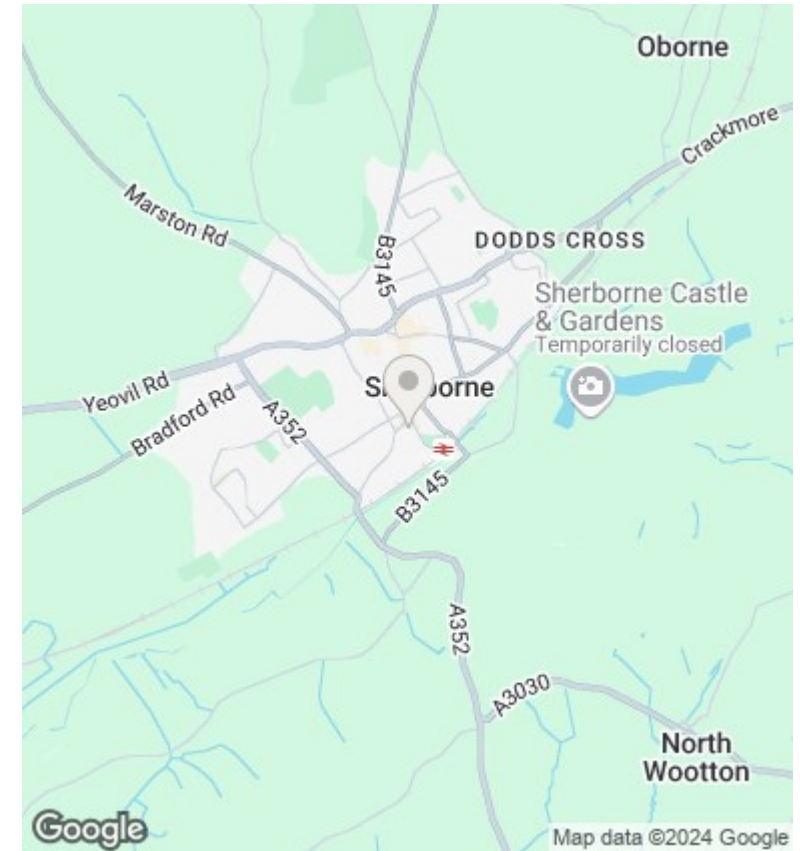 Oborne
Crackmore
Marston Rd
B3145
DODDS CROSS
Sherborne Castle
& Gardens
Temporarily closed
Yeovil Rd
Bradford Rd
A352
B3145
A352
A3030
North
Wootton
Google
Map data ©2024 Google